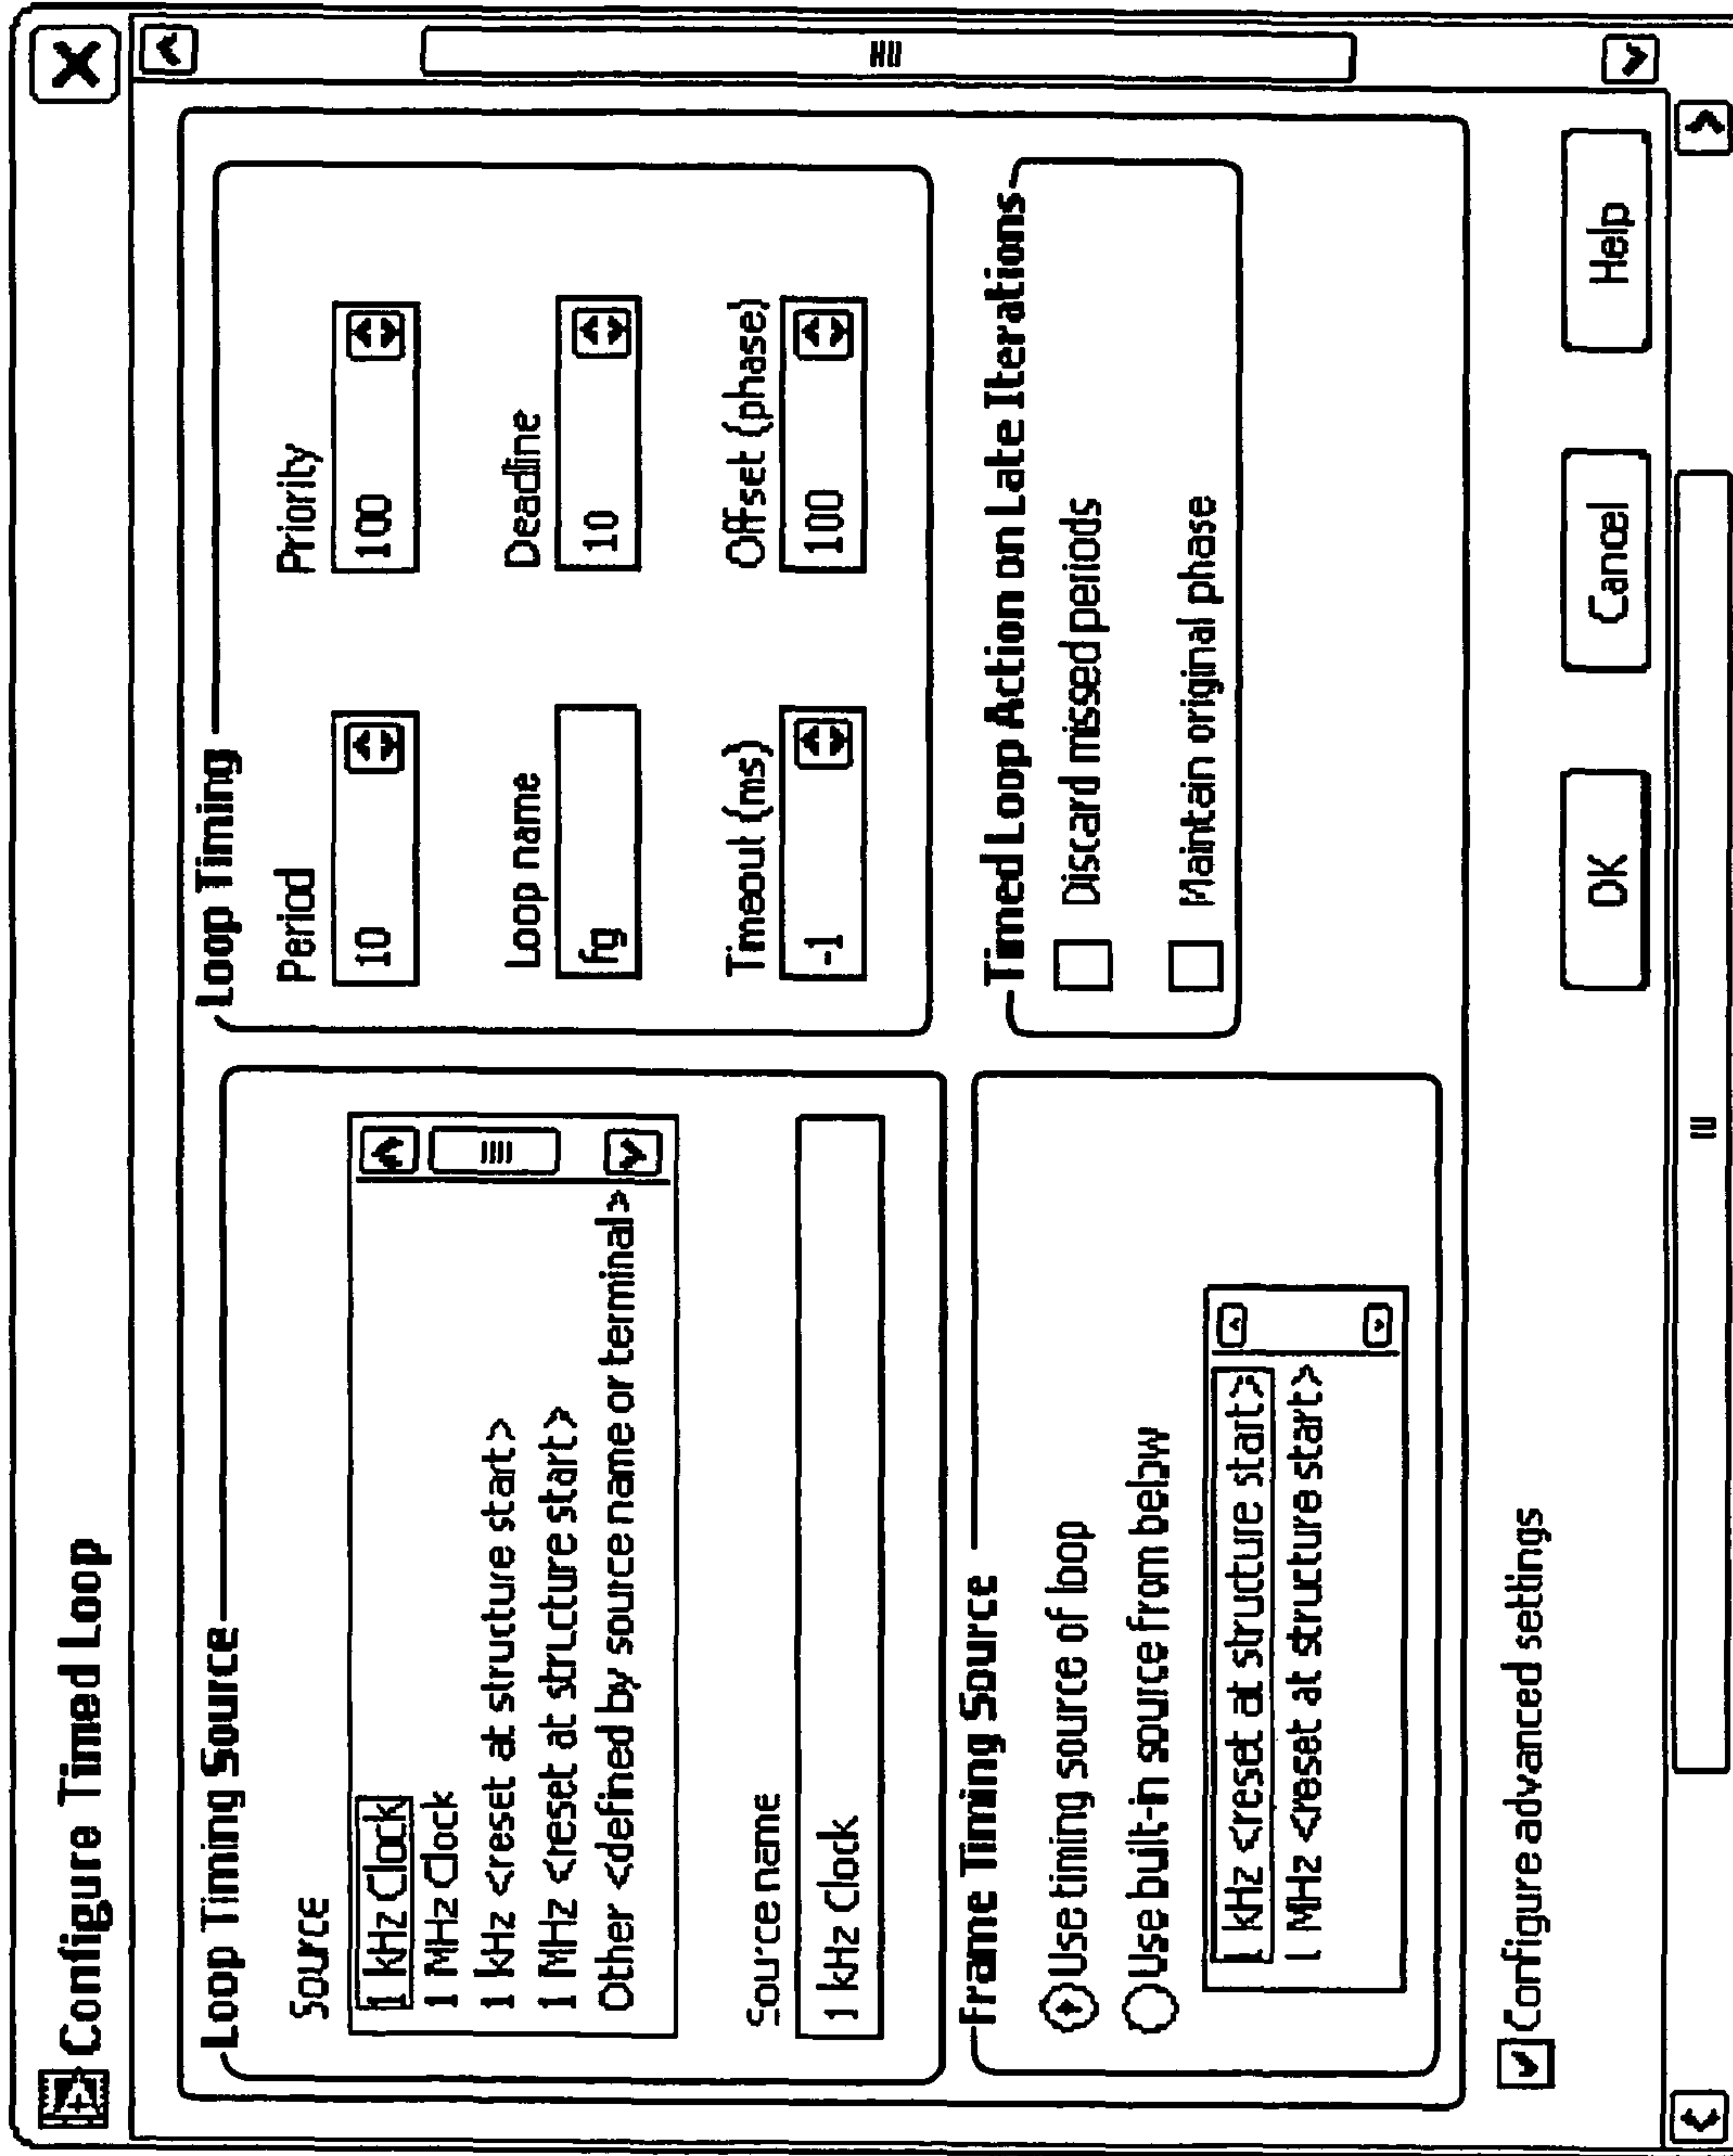 Configure Timed Loop
Loop Timing Source
Source
1 kHz Clock
1 MHz Clock
1 kHz <reset at structure start>
1 MHz <reset at structure start>
Other <defined by source name or terminal>
Source name
1 kHz Clock
Frame Timing Source
Use timing source of loop
Use built-in source from below
1 kHz <reset at structure start>
1 MHz <reset at structure start>
Configure advanced settings
Loop Timing
Period
10
Priority
100
Loop name
fg
Deadline
10
Timeout (ms)
-1
Offset (phase)
100
Timed Loop Action on Late Iterations
Discard missed periods
Maintain original phase
OK
Cancel
Help